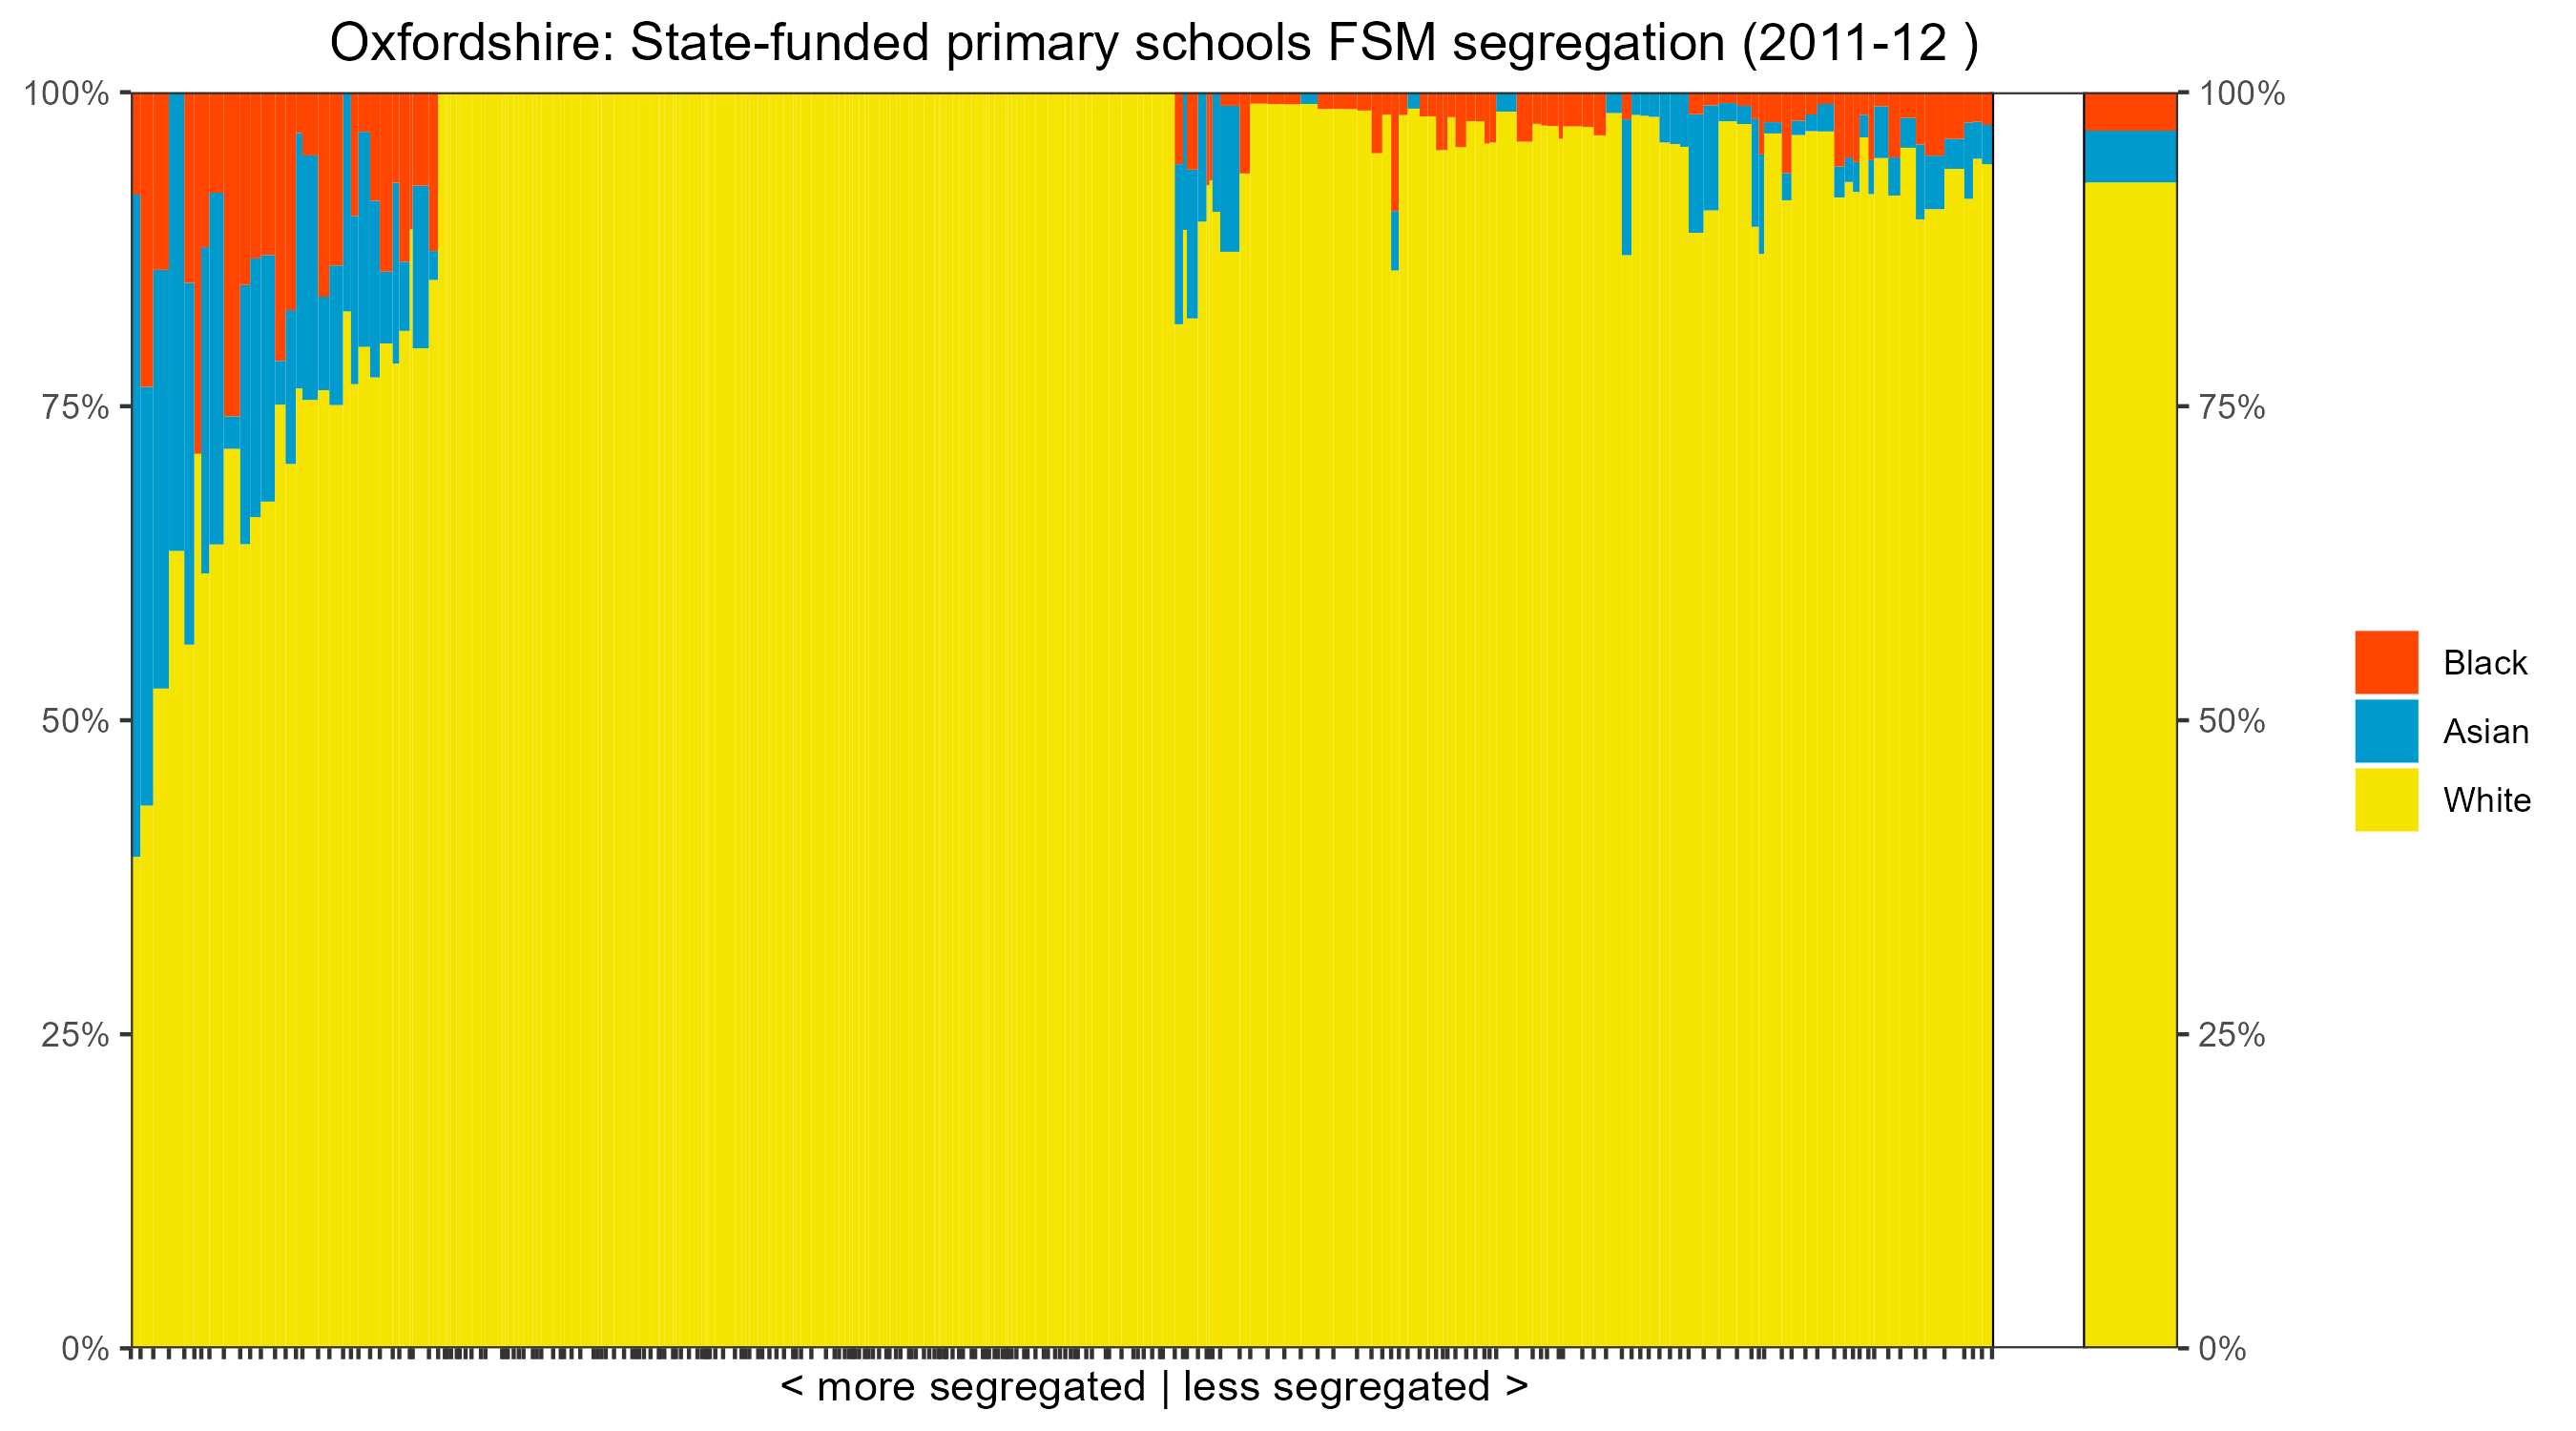 Oxfordshire: State-funded primary schools FSM segregation (2011-12 )
100%
75%
50%
25%
0%
100%
75%
50%
25%
0%
Black
Asian
White
< more segregated | less segregated >